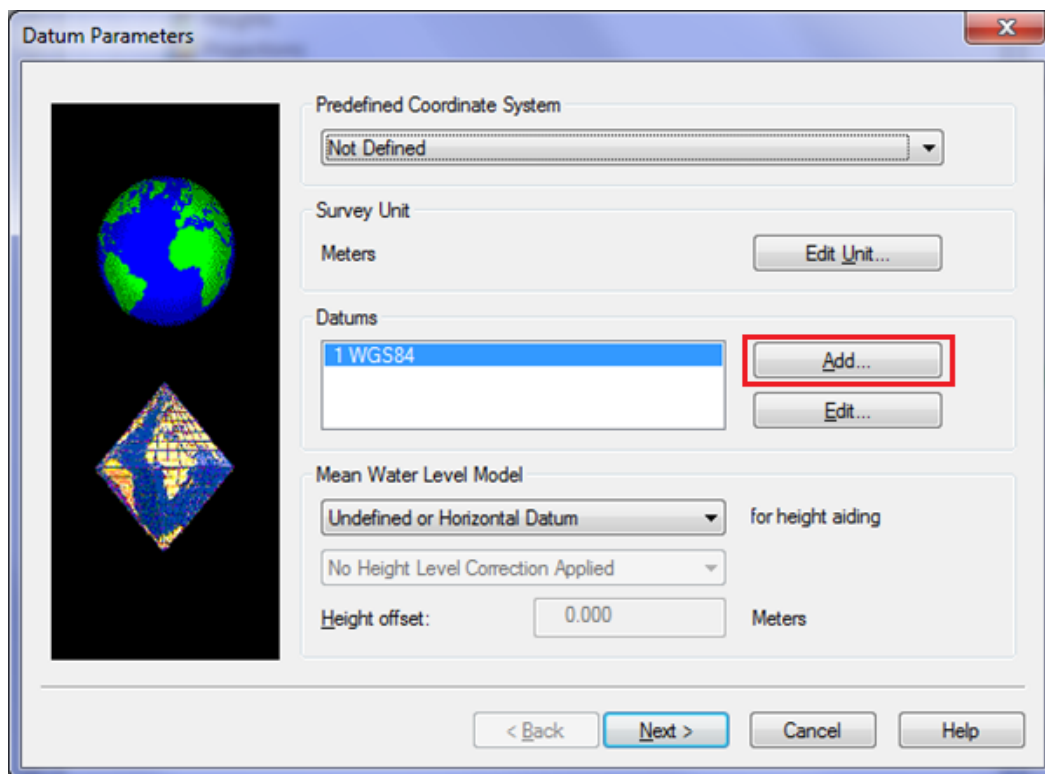 Datum Parameters
Predefined Coordinate System
Not Defined
Survey Unit
Meters
Edit Unit...
Datums
1 WGS84
Add...
Edit...
Mean Water Level Model
Undefined or Horizontal Datum
for height aiding
No Height Level Correction Applied
Height offset:
0.000
Meters
< Back
Next >
Cancel
Help